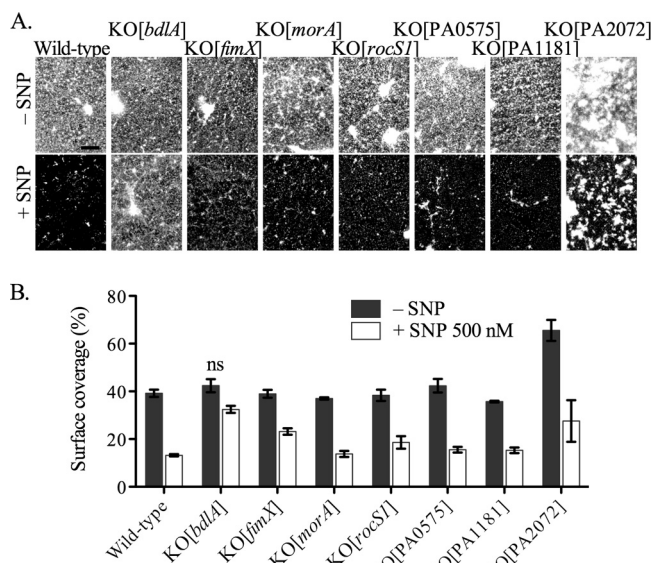 A.
KO[bdlA] KO[morA] KO[PA0575] KO[PA2072]
Wild-type KO[fimX] KO[rocS1] KO[PA1181]
– SNP
+ SNP
B.
80
60
40
20
0
Surface coverage (%)
– SNP
+ SNP 500 nM
ns
Wild-type
KO[bdlA]
KO[fimX]
KO[morA]
KO[rocS1]
KO[PA0575]
KO[PA1181]
KO[PA2072]